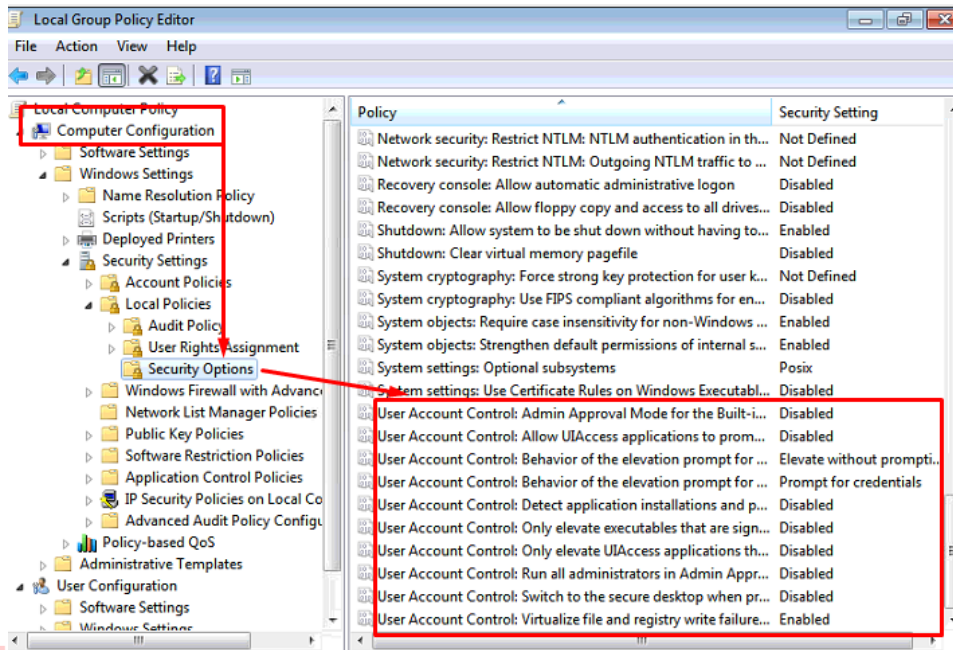 Local Group Policy Editor
File Action View Help
Local Computer Policy
Computer Configuration
Software Settings
Windows Settings
Name Resolution Policy
Scripts (Startup/Shutdown)
Deployed Printers
Security Settings
Account Policies
Local Policies
Audit Policy
User Rights Assignment
Security Options
Windows Firewall with Advanc
Network List Manager Policies
Public Key Policies
Software Restriction Policies
Application Control Policies
IP Security Policies on Local Co
Advanced Audit Policy Configu
Policy-based QoS
Administrative Templates
User Configuration
Software Settings
Windows Settings
Policy Security Setting
Network security: Restrict NTLM: NTLM authentication in th... Not Defined
Network security: Restrict NTLM: Outgoing NTLM traffic to ... Not Defined
Recovery console: Allow automatic administrative logon Disabled
Recovery console: Allow floppy copy and access to all drives... Disabled
Shutdown: Allow system to be shut down without having to... Enabled
Shutdown: Clear virtual memory pagefile Disabled
System cryptography: Force strong key protection for user k... Not Defined
System cryptography: Use FIPS compliant algorithms for en... Disabled
System objects: Require case insensitivity for non-Windows ... Enabled
System objects: Strengthen default permissions of internal s... Enabled
System settings: Optional subsystems Posix
System settings: Use Certificate Rules on Windows Executabl... Disabled
User Account Control: Admin Approval Mode for the Built-i... Disabled
User Account Control: Allow UIAccess applications to prom... Disabled
User Account Control: Behavior of the elevation prompt for ... Elevate without prompti...
User Account Control: Behavior of the elevation prompt for ... Prompt for credentials
User Account Control: Detect application installations and p... Disabled
User Account Control: Only elevate executables that are sign... Disabled
User Account Control: Only elevate UIAccess applications th... Disabled
User Account Control: Run all administrators in Admin Appr... Disabled
User Account Control: Switch to the secure desktop when pr... Disabled
User Account Control: Virtualize file and registry write failure... Enabled